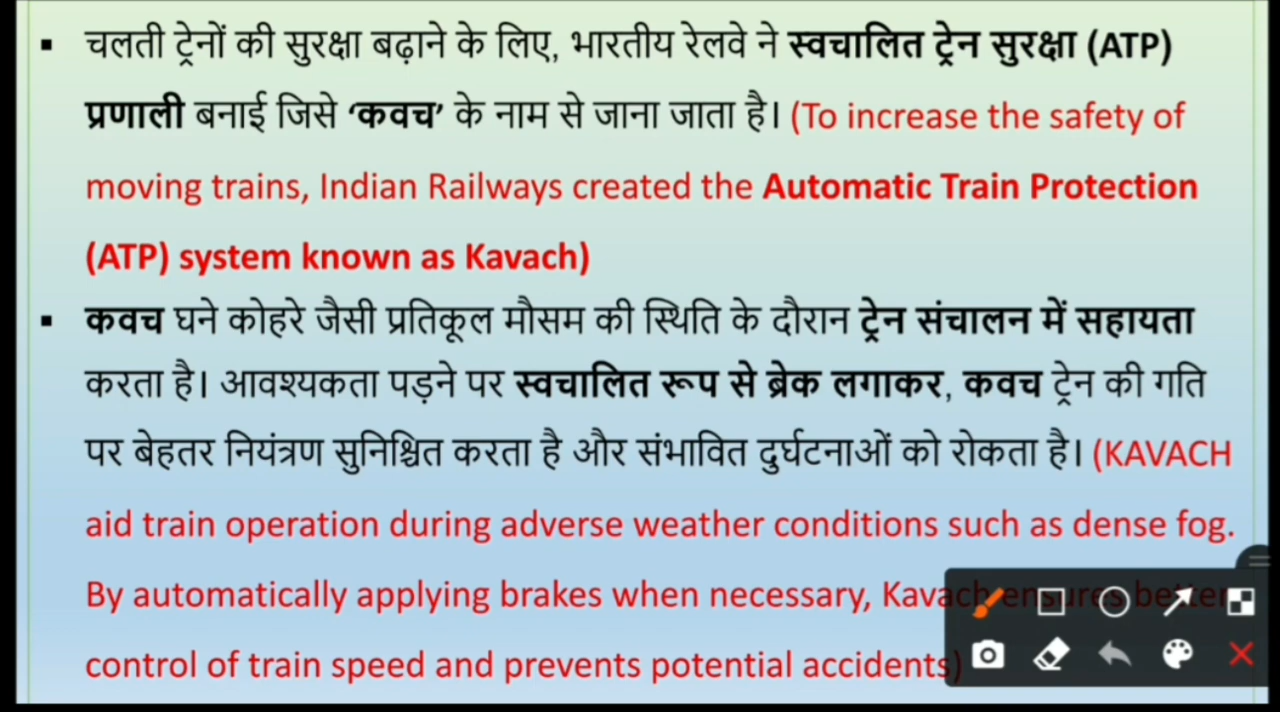 ▪ चलती ट्रेनों की सुरक्षा बढ़ाने के लिए, भारतीय रेलवे ने स्वचालित ट्रेन सुरक्षा (ATP)
प्रणाली बनाई जिसे ‘कवच’ के नाम से जाना जाता है। (To increase the safety of
moving trains, Indian Railways created the Automatic Train Protection
(ATP) system known as Kavach)
▪ कवच घने कोहरे जैसी प्रतिकूल मौसम की स्थिति के दौरान ट्रेन संचालन में सहायता
करता है। आवश्यकता पड़ने पर स्वचालित रूप से ब्रेक लगाकर, कवच ट्रेन की गति
पर बेहतर नियंत्रण सुनिश्चित करता है और संभावित दुर्घटनाओं को रोकता है। (KAVACH
aid train operation during adverse weather conditions such as dense fog.
By automatically applying brakes when necessary, Kavach ensures better
control of train speed and prevents potential accidents)